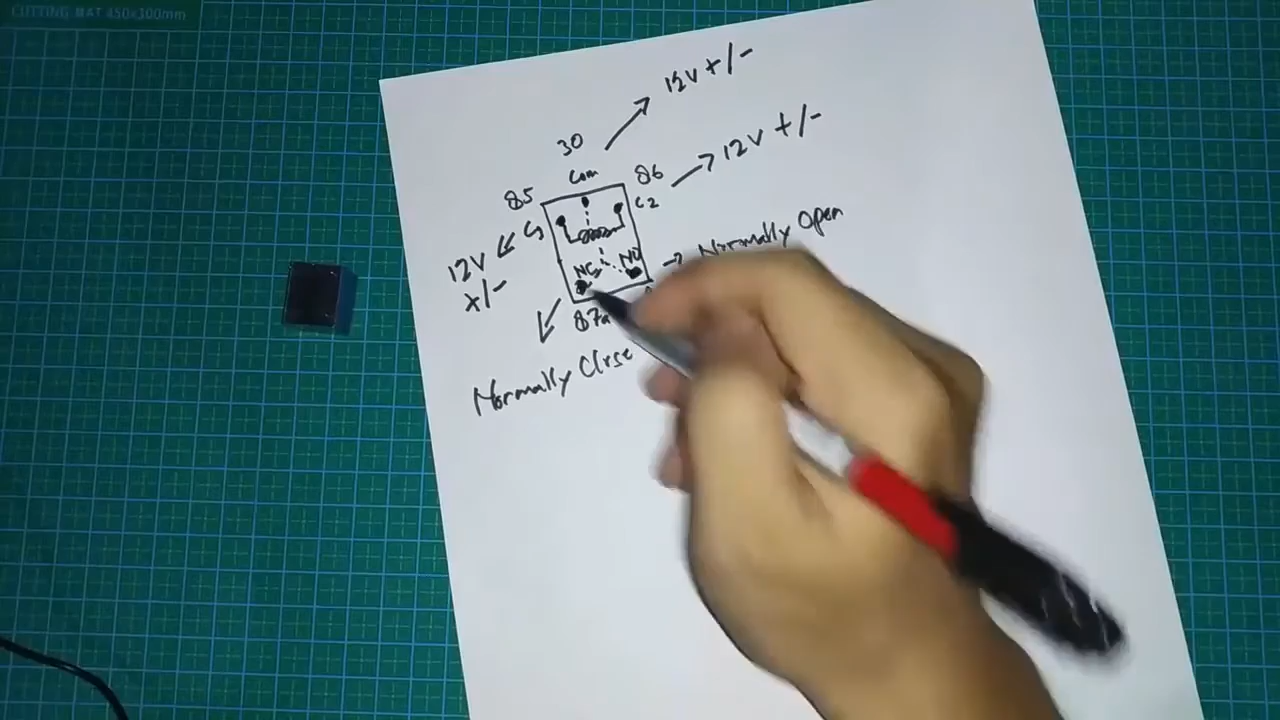 CUTTING MAT 450x300mm
12V +/-
30
Com
12V +/-
86
85
C2
C1
Normally Open
12V
+/-
NC
NO
87a
Normally Close